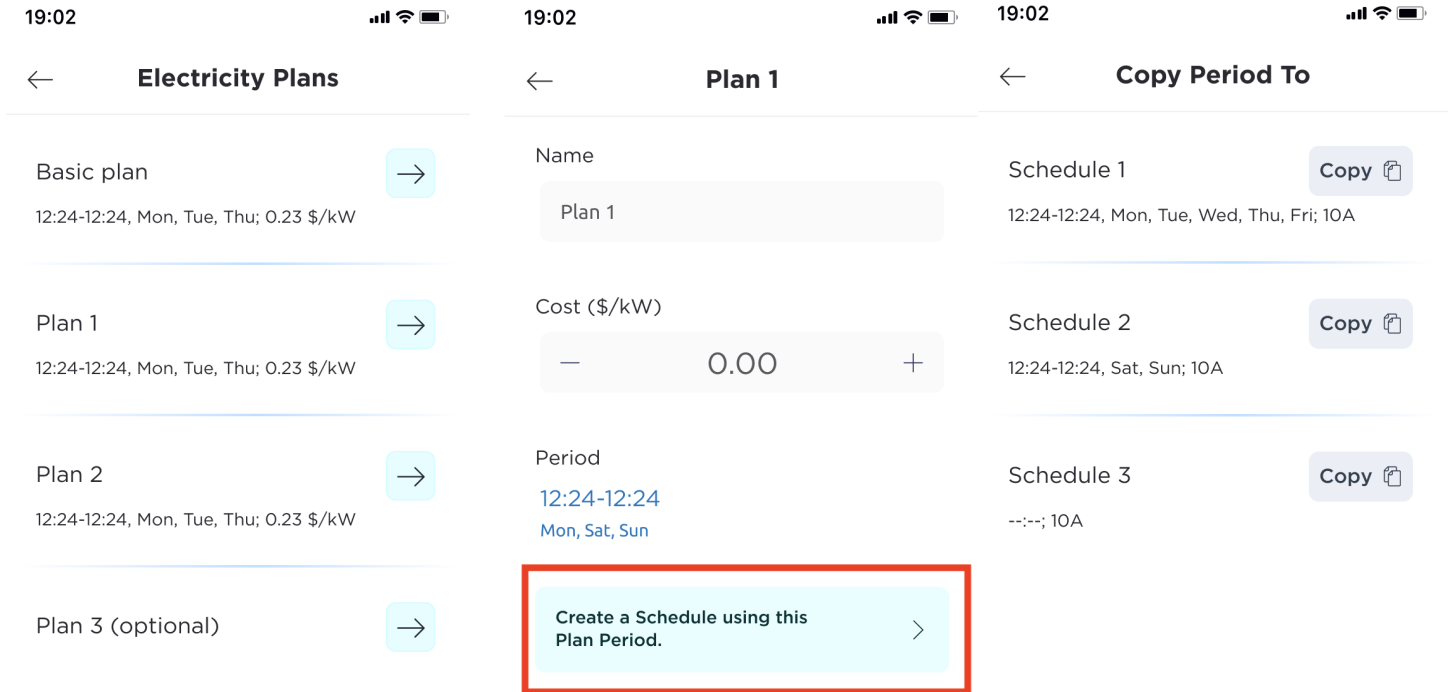 19:02
Electricity Plans
Basic plan
12:24-12:24, Mon, Tue, Thu; 0.23 $/kW
Plan 1
12:24-12:24, Mon, Tue, Thu; 0.23 $/kW
Plan 2
12:24-12:24, Mon, Tue, Thu; 0.23 $/kW
Plan 3 (optional)
19:02
Plan 1
Name
Plan 1
Cost ($/kW)
0.00
Period
12:24-12:24
Mon, Sat, Sun
Create a Schedule using this
Plan Period.
19:02
Copy Period To
Schedule 1
Copy
12:24-12:24, Mon, Tue, Wed, Thu, Fri; 10A
Schedule 2
Copy
12:24-12:24, Sat, Sun; 10A
Schedule 3
Copy
--:--; 10A